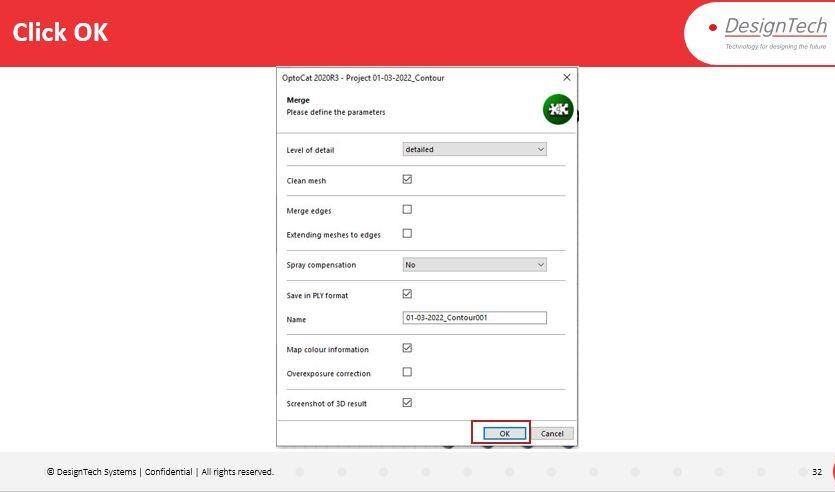 Click OK
DesignTech
Technology for designing the future
OptoCat 2020R3 - Project 01-03-2022_Contour
Merge
Please define the parameters
Level of detail
detailed
Clean mesh
Merge edges
Extending meshes to edges
Spray compensation
No
Save in PLY format
Name
01-03-2022_Contour001
Map colour information
Overexposure correction
Screenshot of 3D result
OK
Cancel
© DesignTech Systems | Confidential | All rights reserved.
32